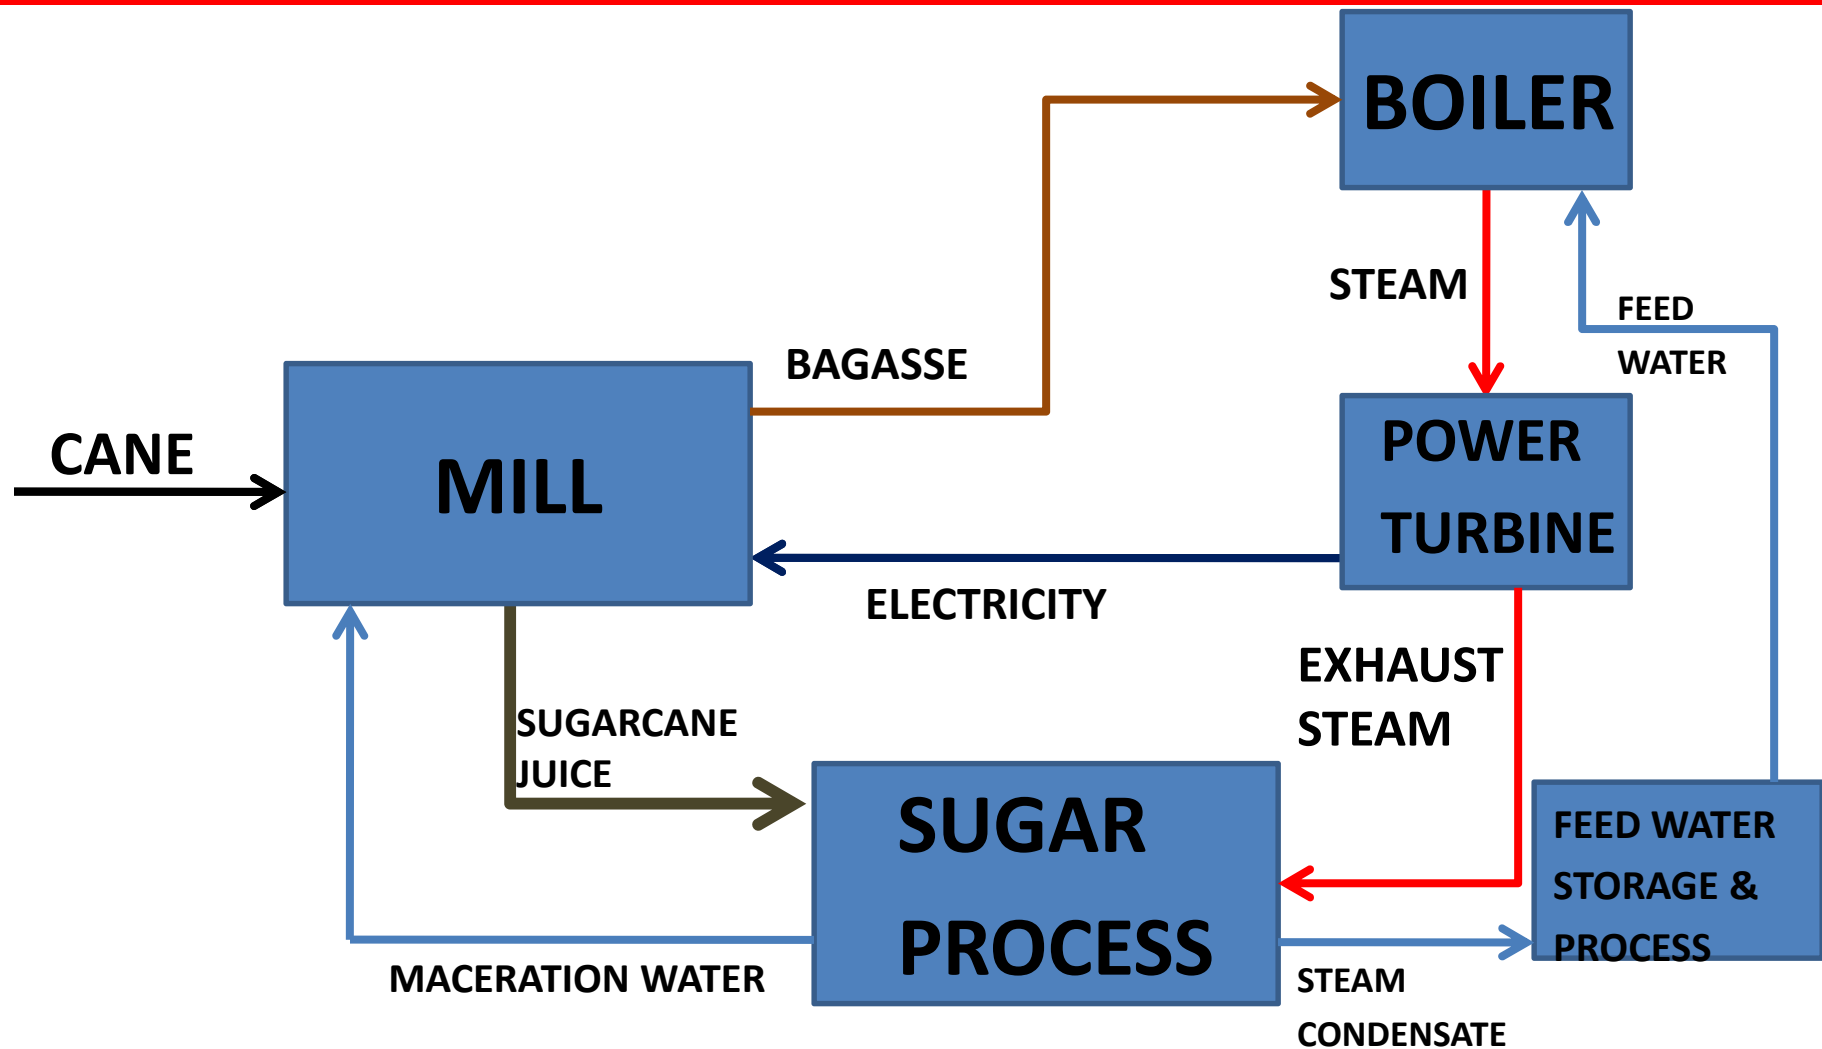 BOILER
STEAM
FEED
WATER
BAGASSE
CANE
MILL
POWER
TURBINE
ELECTRICITY
EXHAUST
STEAM
SUGARCANE
JUICE
SUGAR
PROCESS
FEED WATER
STORAGE &
PROCESS
MACERATION WATER
STEAM
CONDENSATE